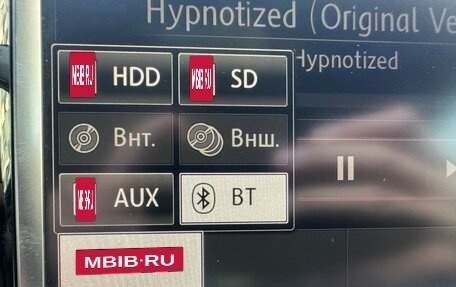 Hypnotized (Original Ve
Hypnotized
HDD SD
Внт. Внш.
AUX BT
MBIB·RU